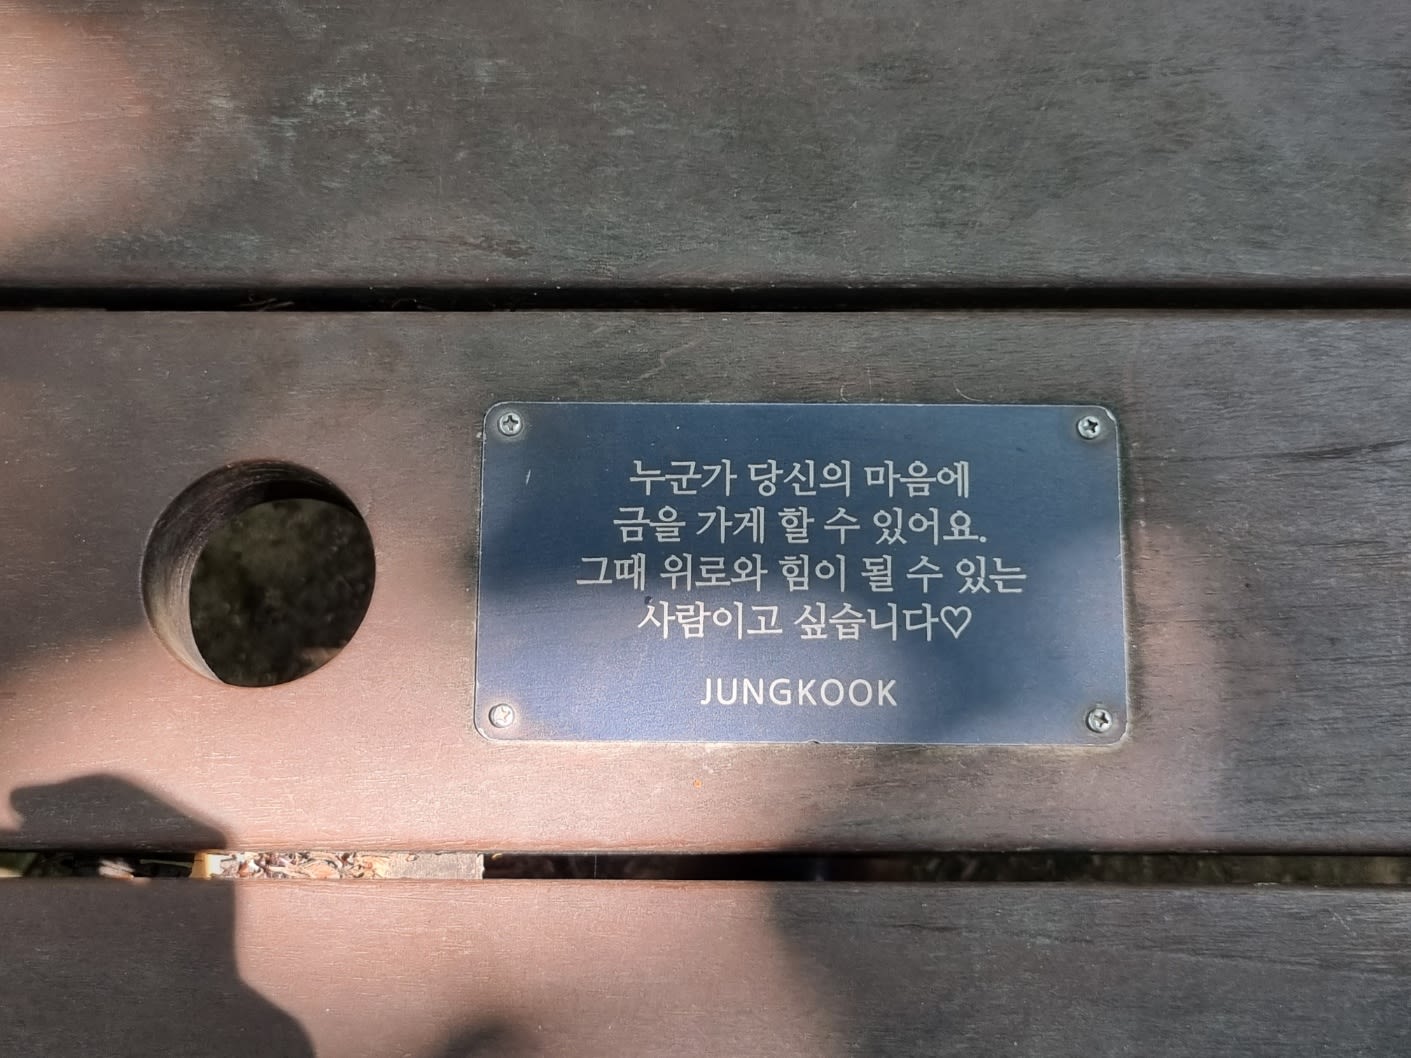 누군가 당신의 마음에
금을 가게 할 수 있어요.
그때 위로와 힘이 될 수 있는
사람이고 싶습니다♡
JUNGKOOK